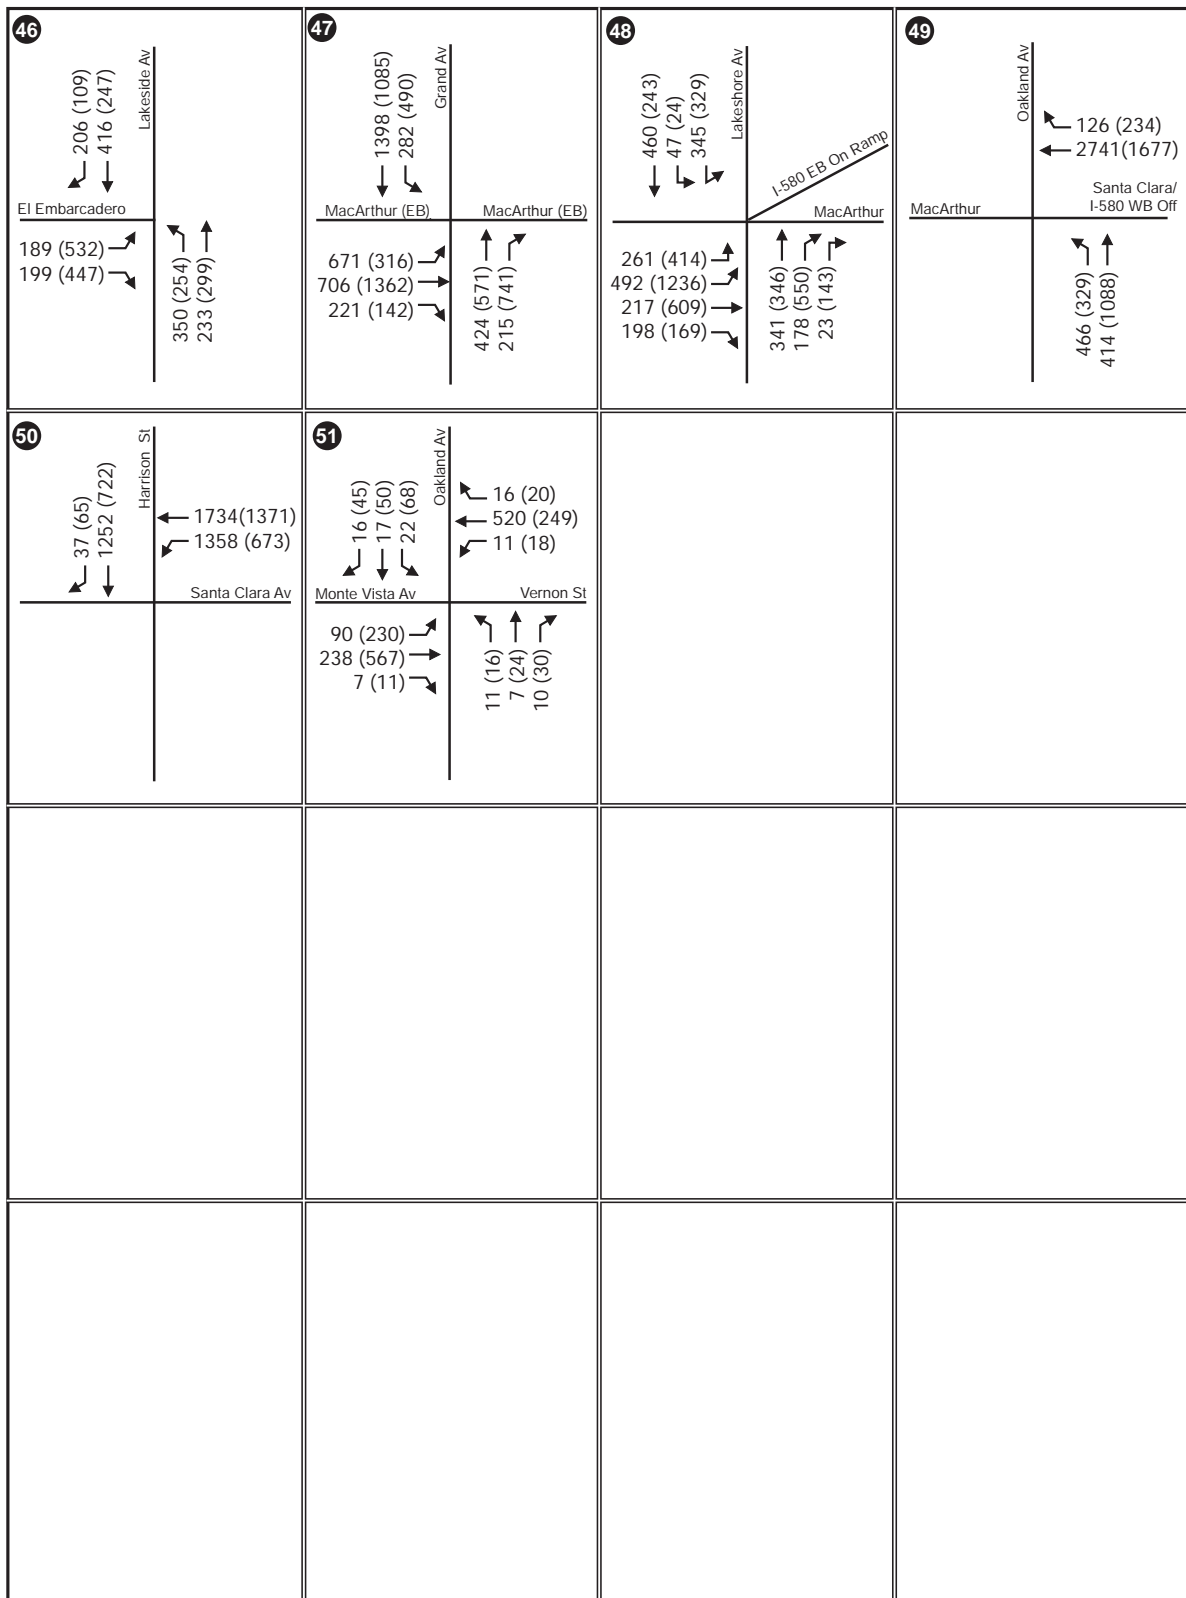 46
Lakeside Av
206 (109)
416 (247)
El Embarcadero
189 (532)
199 (447)
350 (254)
233 (299)
47
Grand Av
1398 (1085)
282 (490)
MacArthur (EB)
MacArthur (EB)
671 (316)
706 (1362)
221 (142)
424 (571)
215 (741)
48
Lakeshore Av
460 (243)
47 (24)
345 (329)
I-580 EB On Ramp
MacArthur
261 (414)
492 (1236)
217 (609)
198 (169)
341 (346)
178 (550)
23 (143)
49
Oakland Av
126 (234)
2741(1677)
Santa Clara/
I-580 WB Off
MacArthur
466 (329)
414 (1088)
50
Harrison St
37 (65)
1252 (722)
1734(1371)
1358 (673)
Santa Clara Av
51
Oakland Av
16 (45)
17 (50)
22 (68)
16 (20)
520 (249)
11 (18)
Monte Vista Av
Vernon St
90 (230)
238 (567)
7 (11)
11 (16)
7 (24)
10 (30)